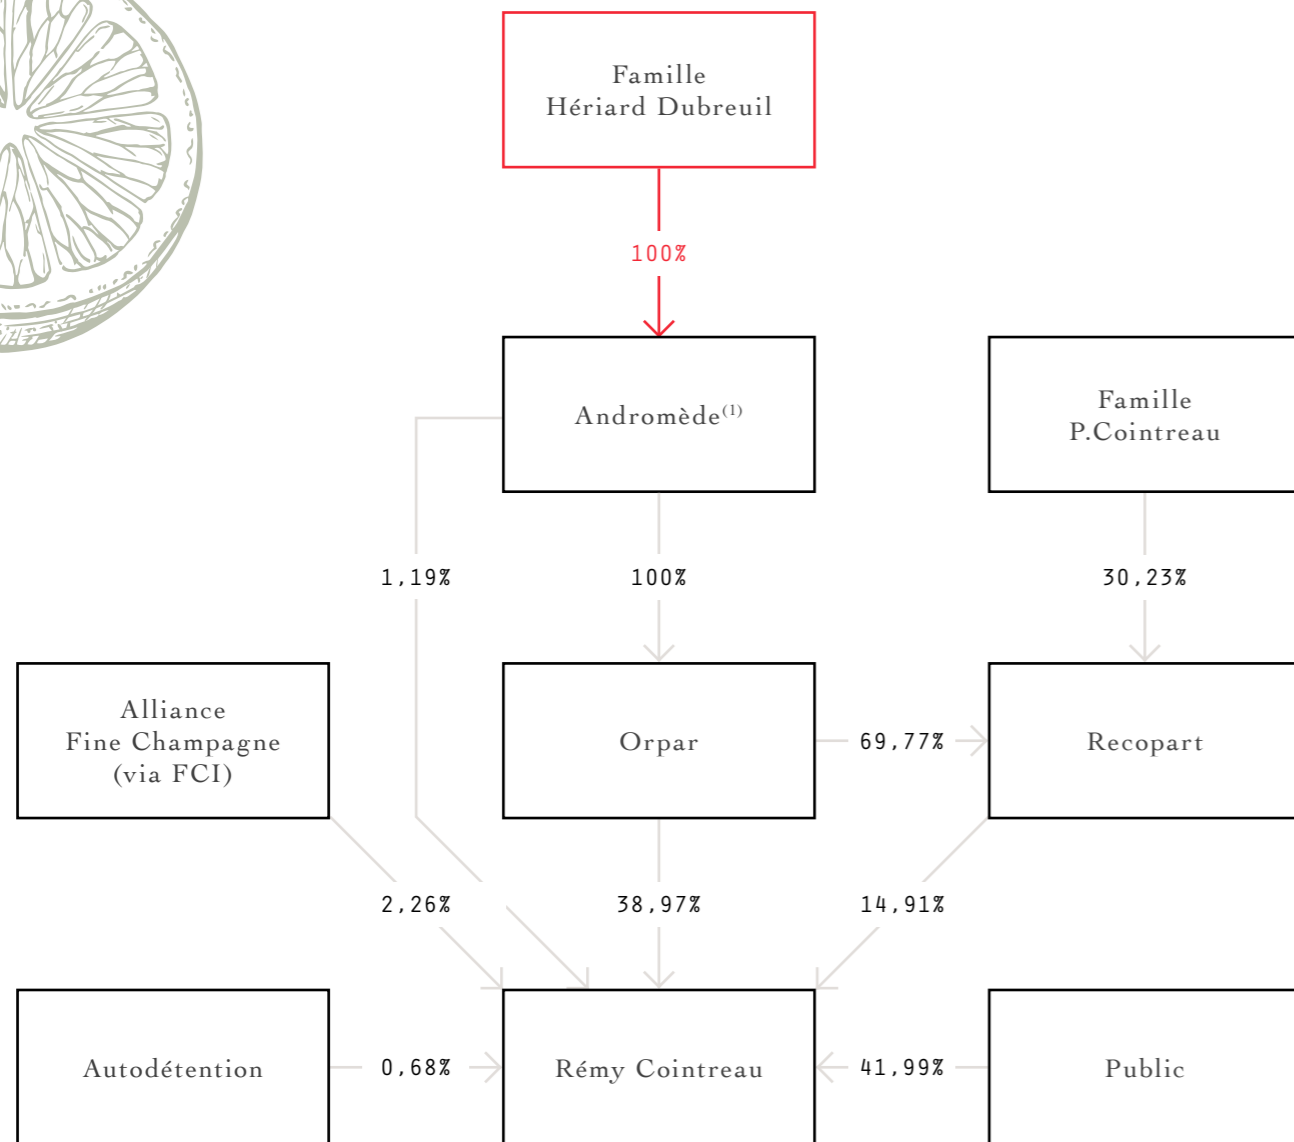 Famille
Hériard Dubreuil
100%
Andromède(1)
Famille
P.Cointreau
1,19%
100%
30,23%
Alliance
Fine Champagne
(via FCI)
Orpar
69,77%
Recopart
2,26%
38,97%
14,91%
Autodétention
0,68%
Rémy Cointreau
41,99%
Public